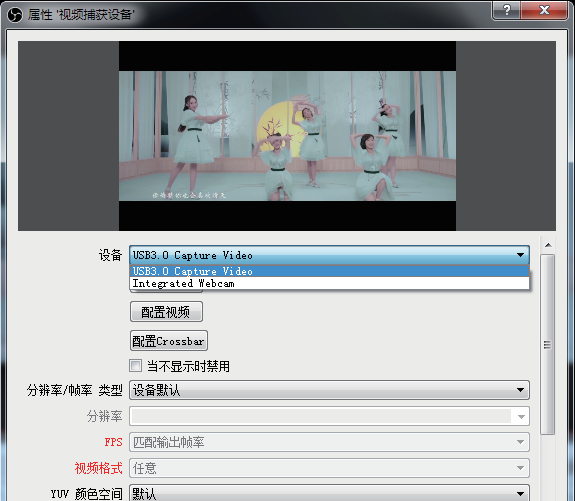 属性 '视频捕获设备'
设备
USB3.0 Capture Video
USB3.0 Capture Video
Integrated Webcam
配置视频
配置Crossbar
当不显示时禁用
分辨率/帧率 类型
设备默认
分辨率
FPS
匹配输出帧率
视频格式
任意
YUV 颜色空间
默认